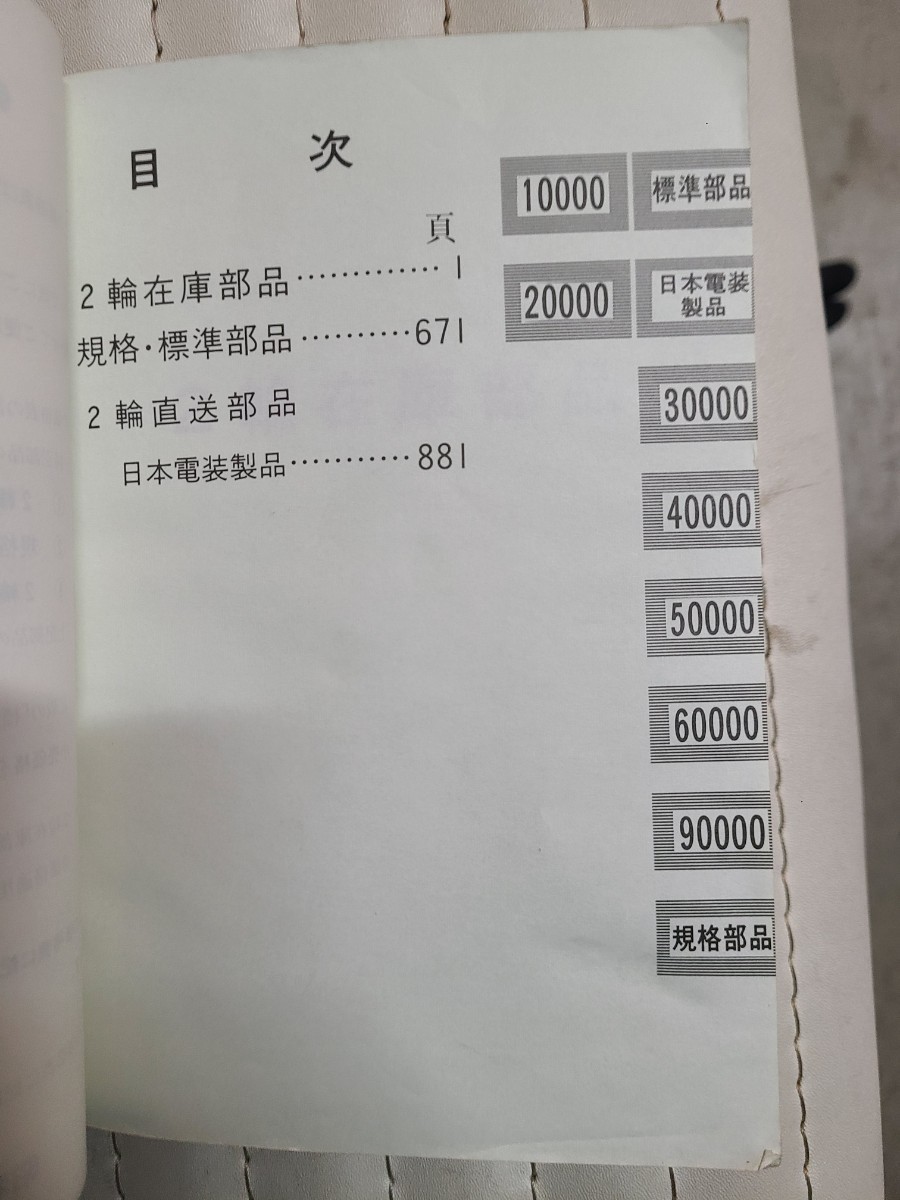 目　次
頁
2輪在庫部品…………1
規格・標準部品………671
2輪直送部品
日本電装製品…………881
10000
標準部品
20000
日本電装
製品
30000
40000
50000
60000
90000
規格部品